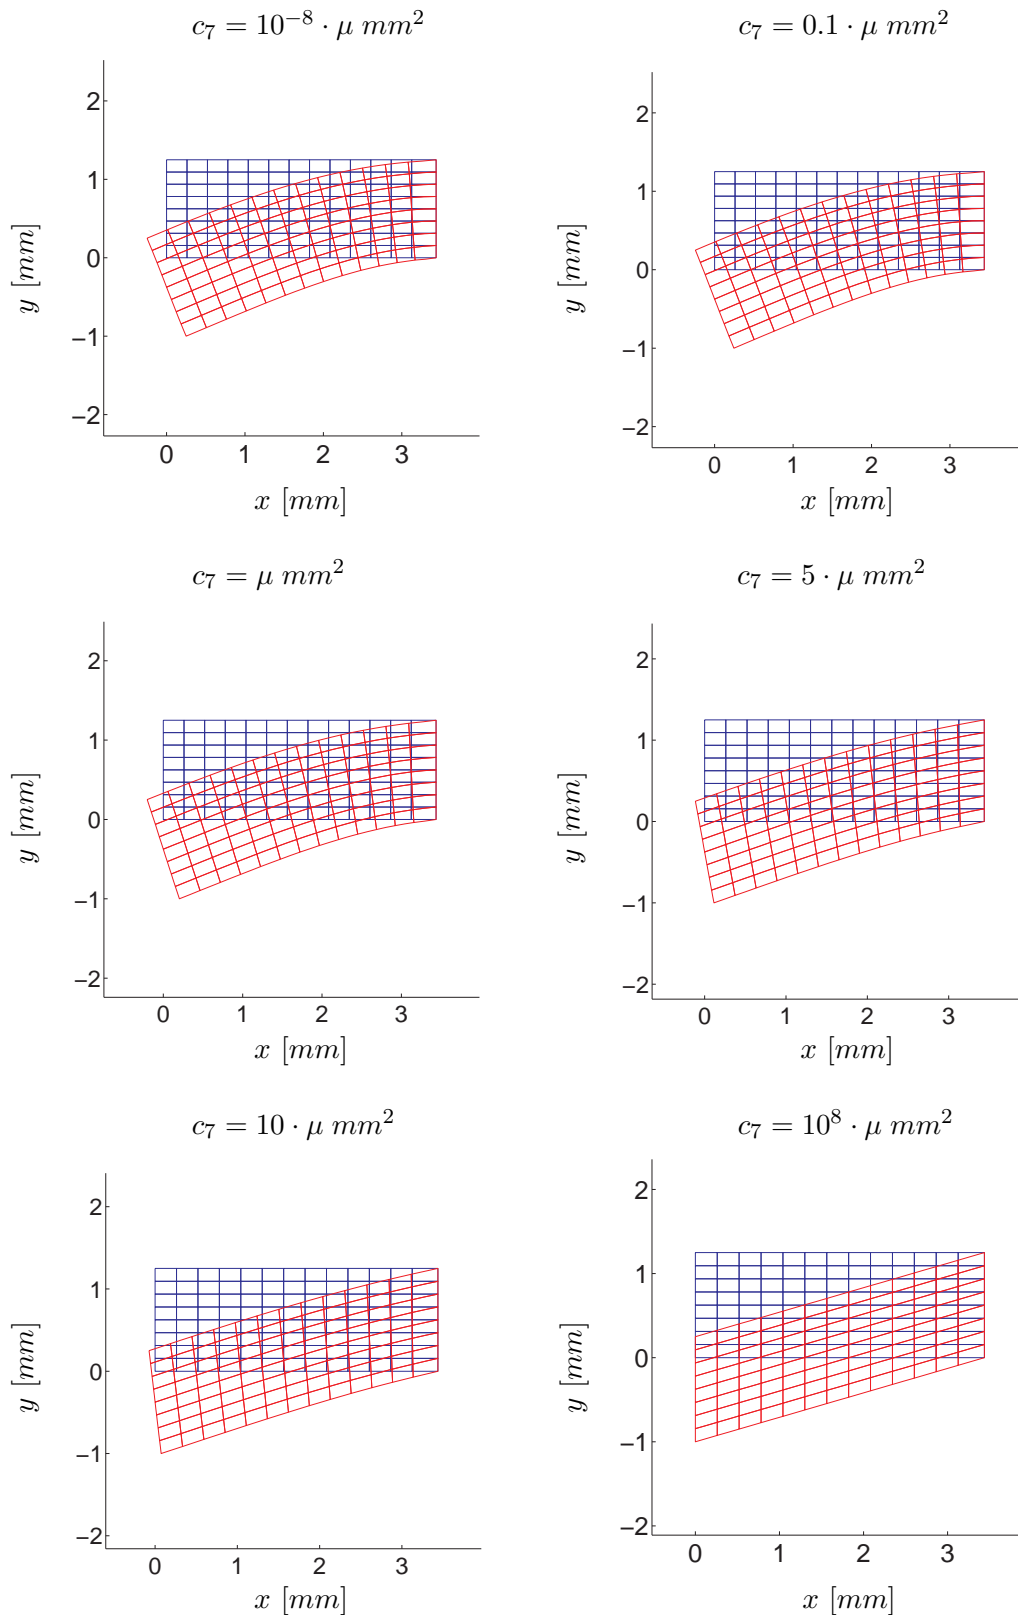 c₇ = 10⁻⁸ · μ mm²
c₇ = 0.1 · μ mm²
2
1
0
−1
−2
y [mm]
0 1 2 3
x [mm]
2
1
0
−1
−2
y [mm]
0 1 2 3
x [mm]
c₇ = μ mm²
c₇ = 5 · μ mm²
2
1
0
−1
−2
y [mm]
0 1 2 3
x [mm]
2
1
0
−1
−2
y [mm]
0 1 2 3
x [mm]
c₇ = 10 · μ mm²
c₇ = 10⁸ · μ mm²
2
1
0
−1
−2
y [mm]
0 1 2 3
x [mm]
2
1
0
−1
−2
y [mm]
0 1 2 3
x [mm]